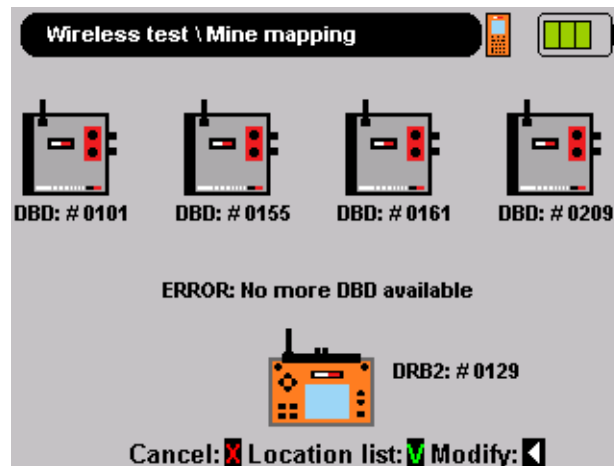 Wireless test \ Mine mapping
DBD: # 0101 DBD: # 0155 DBD: # 0161 DBD: # 0209
ERROR: No more DBD available
DRB2: # 0129
Cancel: X Location list: V Modify: